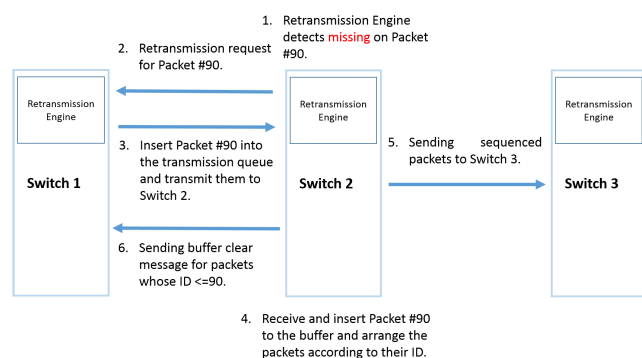 1. Retransmission Engine
detects missing on Packet
#90.
2. Retransmission request
for Packet #90.
Retransmission
Engine
Retransmission
Engine
Retransmission
Engine
3. Insert Packet #90 into
the transmission queue
and transmit them to
Switch 2.
5. Sending sequenced
packets to Switch 3.
Switch 1
Switch 2
Switch 3
6. Sending buffer clear
message for packets
whose ID <=90.
4. Receive and insert Packet #90
to the buffer and arrange the
packets according to their ID.